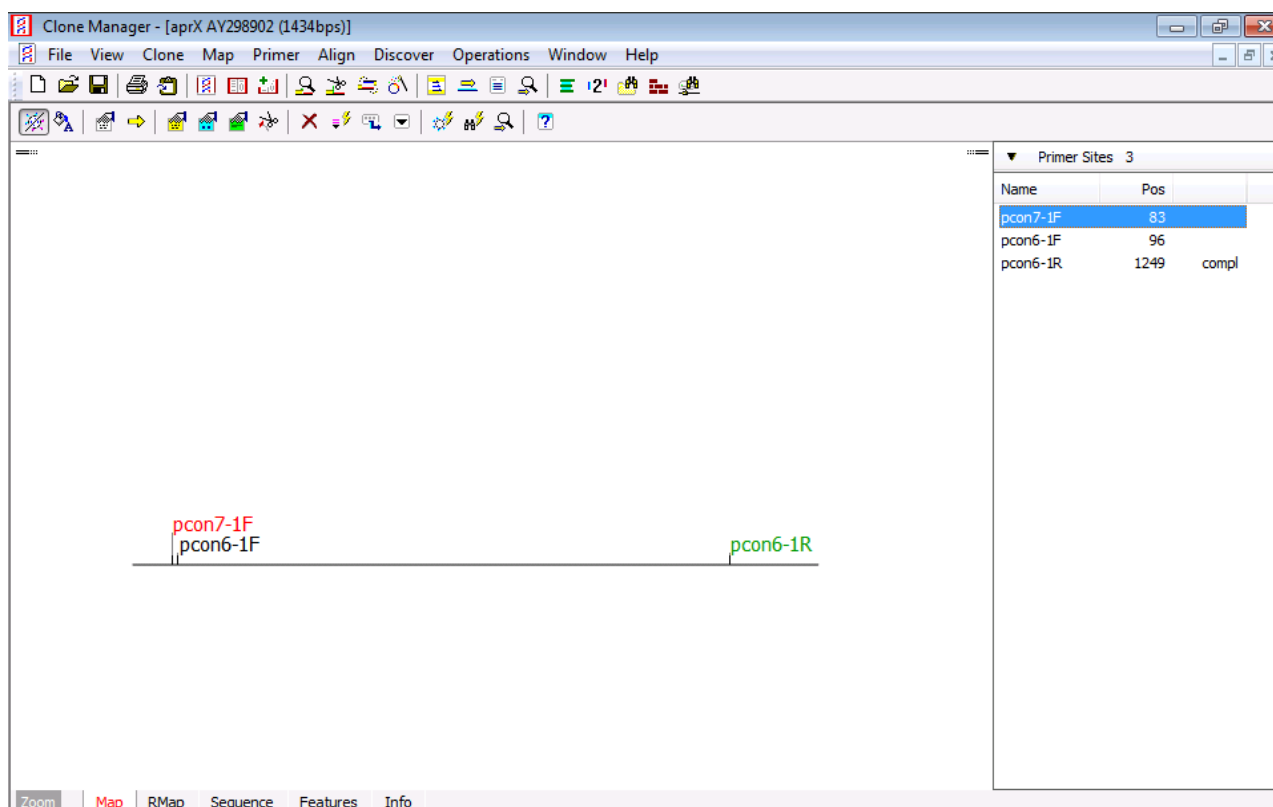 Clone Manager - [aprX AY298902 (1434bps)]
File View Clone Map Primer Align Discover Operations Window Help
Primer Sites 3
Name Pos
pcon7-1F 83
pcon6-1F 96
pcon6-1R 1249 compl
pcon7-1F
pcon6-1F pcon6-1R
Zoom Map RMap Sequence Features Info